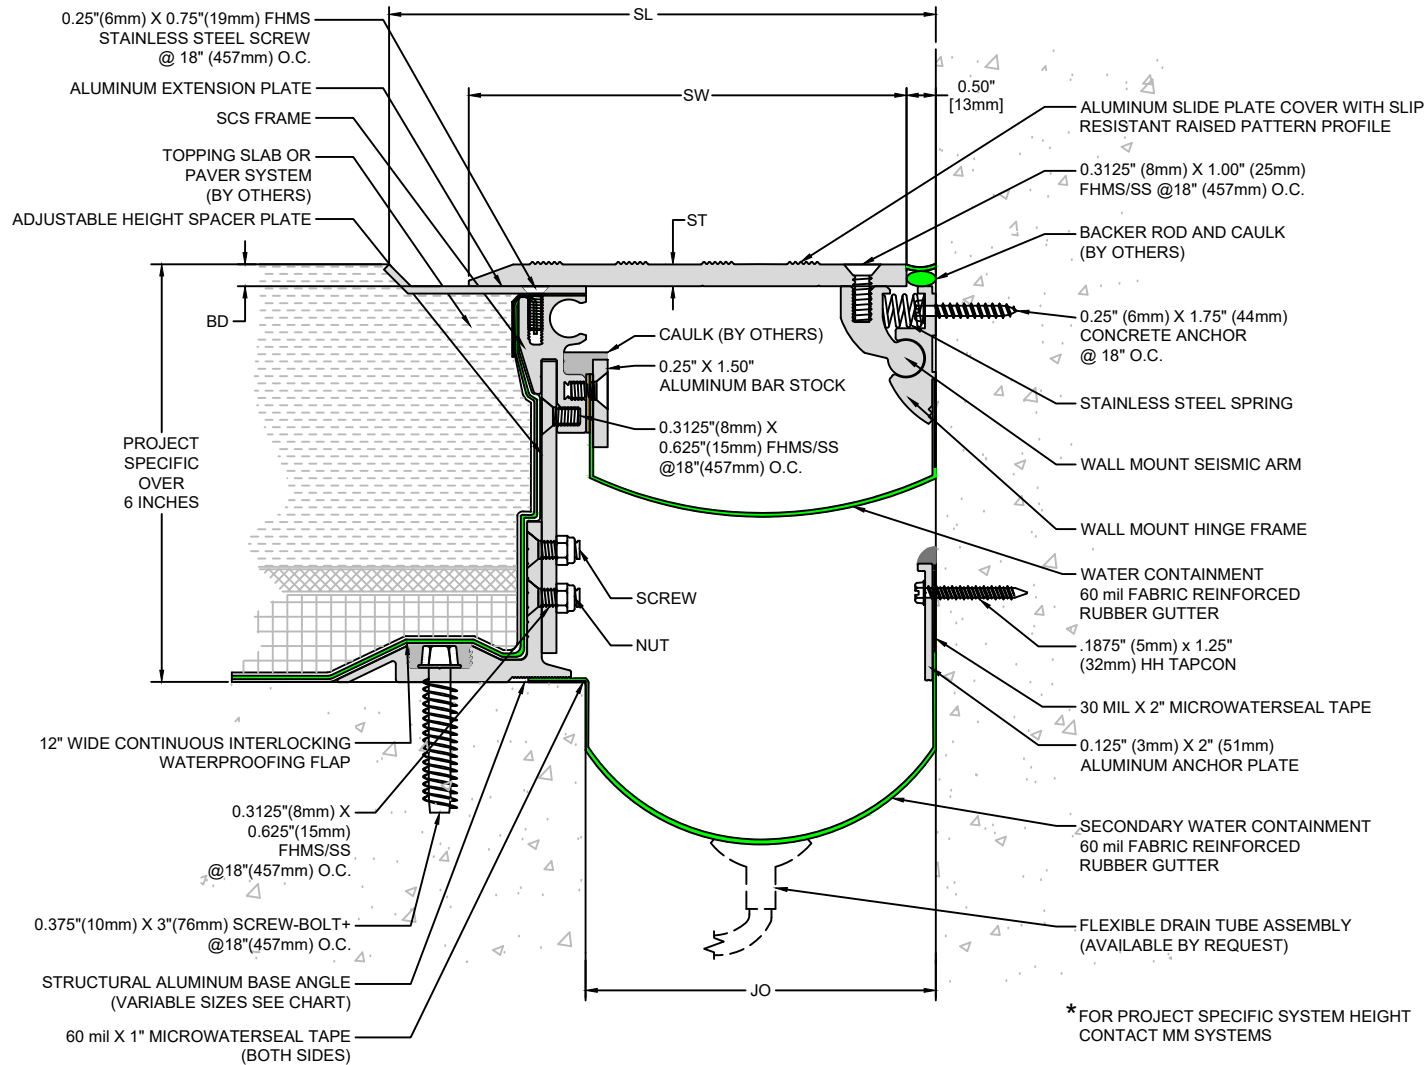 0.25"(6mm) X 0.75"(19mm) FHMS
STAINLESS STEEL SCREW
@ 18" (457mm) O.C.
ALUMINUM EXTENSION PLATE
SCS FRAME
TOPPING SLAB OR
PAVER SYSTEM
(BY OTHERS)
ADJUSTABLE HEIGHT SPACER PLATE
SL
SW
0.50"
[13mm]
ST
BD
PROJECT
SPECIFIC
OVER
6 INCHES
CAULK (BY OTHERS)
0.25" X 1.50"
ALUMINUM BAR STOCK
0.3125"(8mm) X
0.625"(15mm) FHMS/SS
@18"(457mm) O.C.
SCREW
NUT
ALUMINUM SLIDE PLATE COVER WITH SLIP
RESISTANT RAISED PATTERN PROFILE
0.3125" (8mm) X 1.00" (25mm)
FHMS/SS @18" (457mm) O.C.
BACKER ROD AND CAULK
(BY OTHERS)
0.25" (6mm) X 1.75" (44mm)
CONCRETE ANCHOR
@ 18" O.C.
STAINLESS STEEL SPRING
WALL MOUNT SEISMIC ARM
WALL MOUNT HINGE FRAME
WATER CONTAINMENT
60 mil FABRIC REINFORCED
RUBBER GUTTER
.1875" (5mm) x 1.25"
(32mm) HH TAPCON
30 MIL X 2" MICROWATERSEAL TAPE
0.125" (3mm) X 2" (51mm)
ALUMINUM ANCHOR PLATE
SECONDARY WATER CONTAINMENT
60 mil FABRIC REINFORCED
RUBBER GUTTER
FLEXIBLE DRAIN TUBE ASSEMBLY
(AVAILABLE BY REQUEST)
12" WIDE CONTINUOUS INTERLOCKING
WATERPROOFING FLAP
0.3125"(8mm) X
0.625"(15mm)
FHMS/SS
@18"(457mm) O.C.
0.375"(10mm) X 3"(76mm) SCREW-BOLT+
@18"(457mm) O.C.
STRUCTURAL ALUMINUM BASE ANGLE
(VARIABLE SIZES SEE CHART)
60 mil X 1" MICROWATERSEAL TAPE
(BOTH SIDES)
JO
*FOR PROJECT SPECIFIC SYSTEM HEIGHT
CONTACT MM SYSTEMS